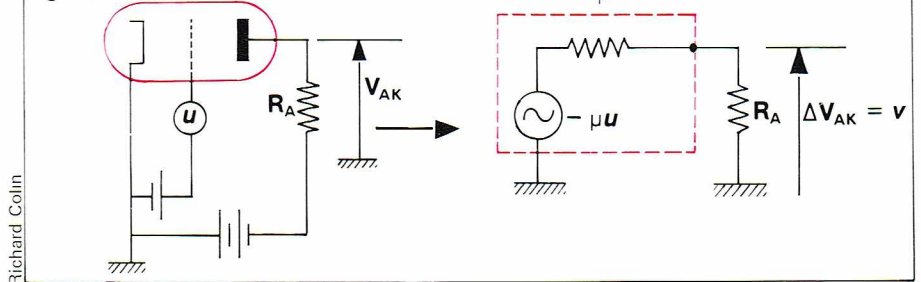 u
R_A
V_AK
− μu
R_A
ΔV_AK = v
Richard Colin